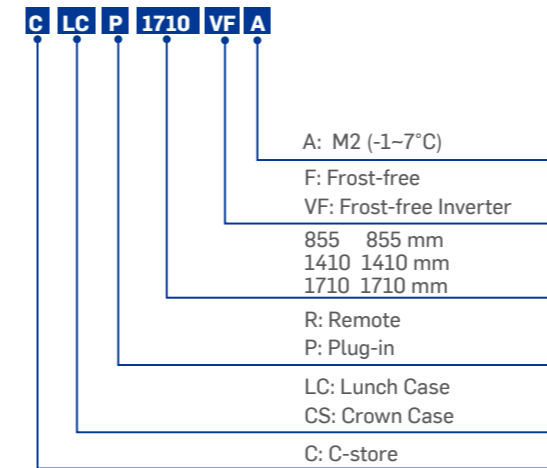 C LC P 1710 VF A
A: M2 (-1~7°C)
F: Frost-free
VF: Frost-free Inverter
855 855 mm
1410 1410 mm
1710 1710 mm
R: Remote
P: Plug-in
LC: Lunch Case
CS: Crown Case
C: C-store